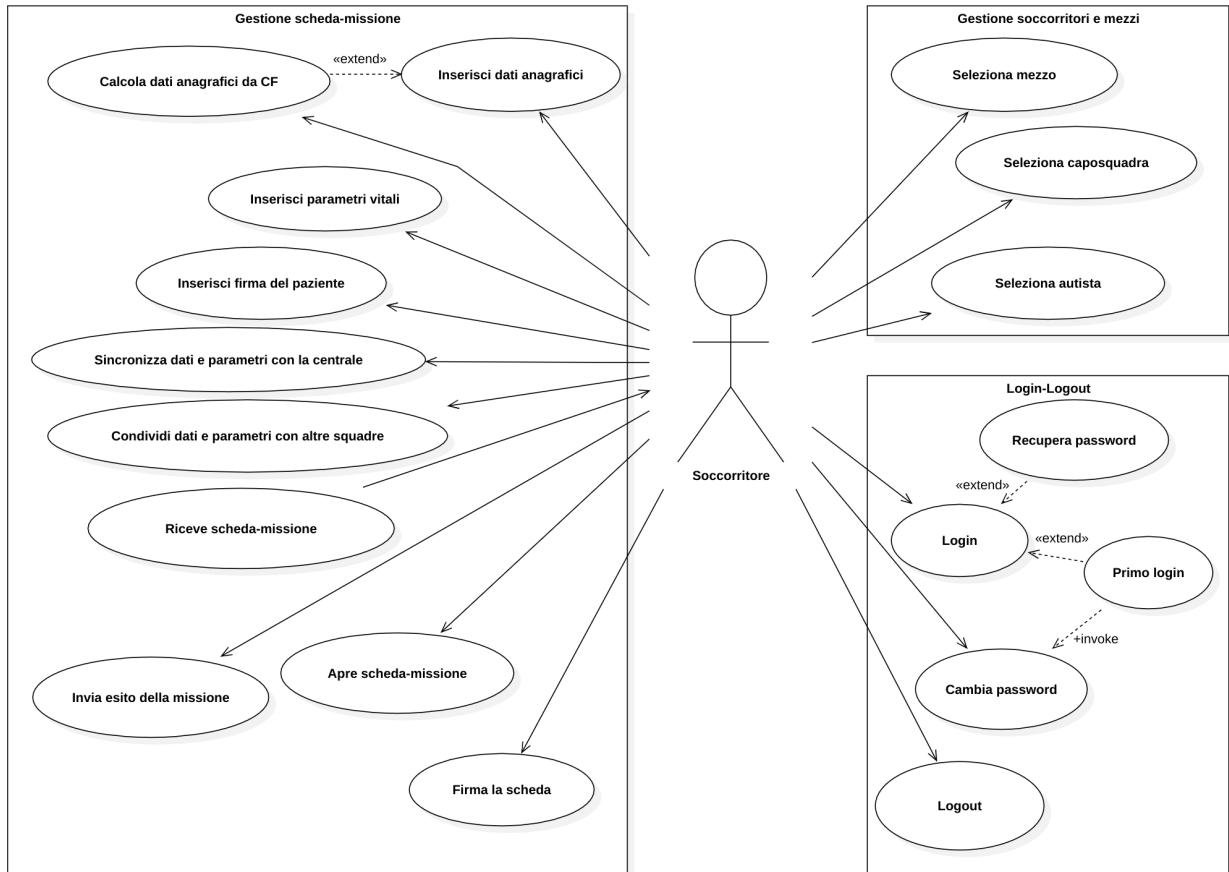 Gestione scheda-missione
Calcola dati anagrafici da CF
«extend»
Inserisci dati anagrafici
Inserisci parametri vitali
Inserisci firma del paziente
Sincronizza dati e parametri con la centrale
Condividi dati e parametri con altre squadre
Riceve scheda-missione
Apre scheda-missione
Invia esito della missione
Firma la scheda
Soccorritore
Gestione soccorritori e mezzi
Seleziona mezzo
Seleziona caposquadra
Seleziona autista
Login-Logout
Recupera password
«extend»
Login
«extend»
Primo login
+invoke
Cambia password
Logout